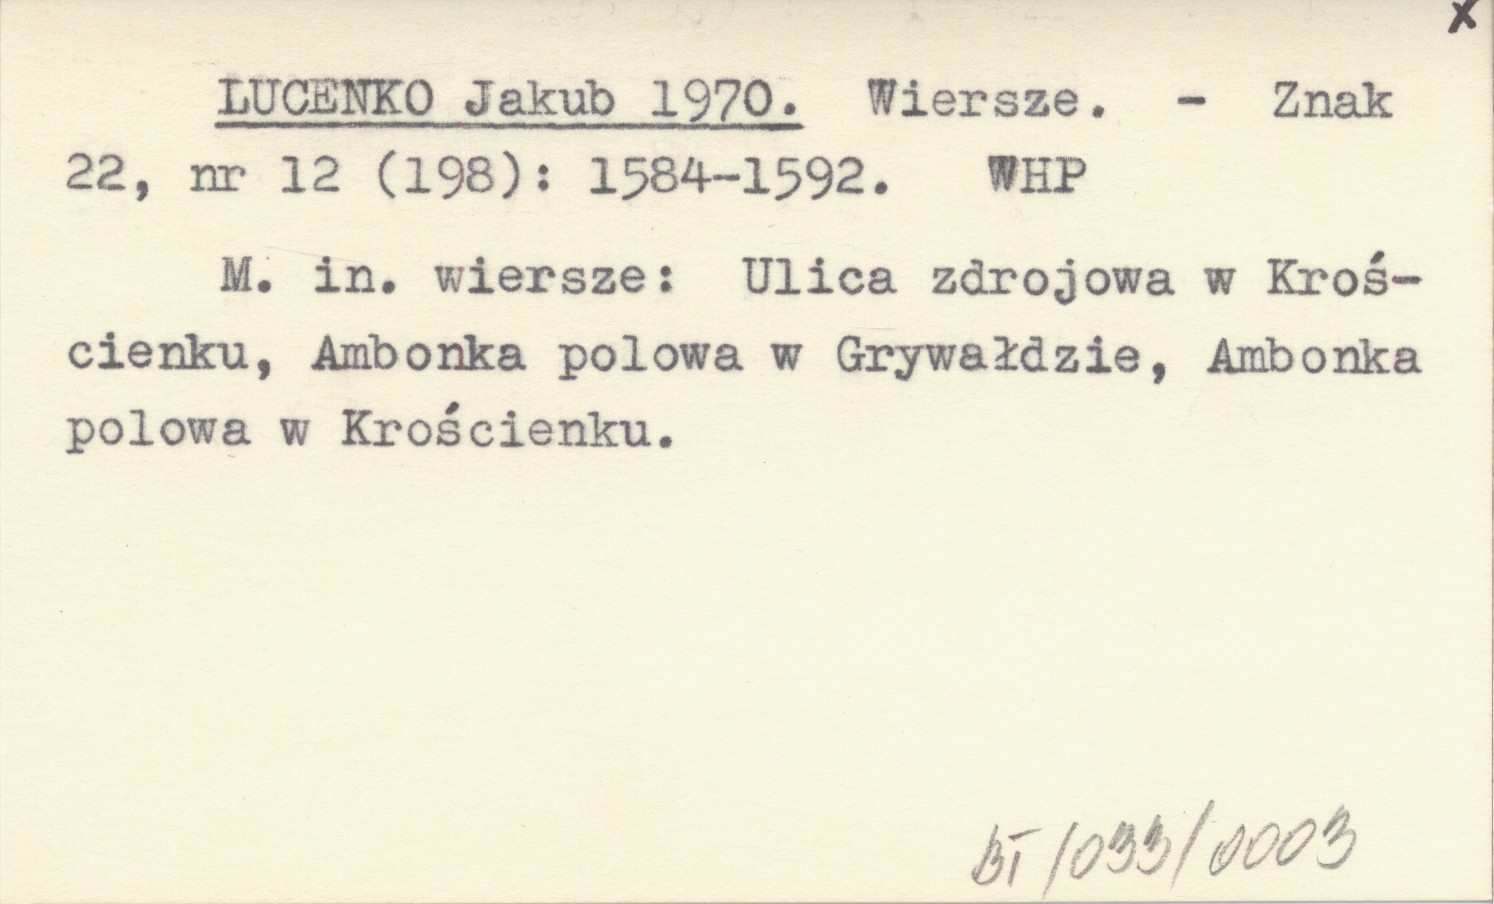 x
LUCENKO Jakub 1970. Wiersze. - Znak
22, nr 12 (198): 1584-1592. WHP
M. in. wiersze: Ulica zdrojowa w Kroś-
cienku, Ambonka polowa w Grywałdzie, Ambonka
polowa w Krościenku.
BT/033/0003